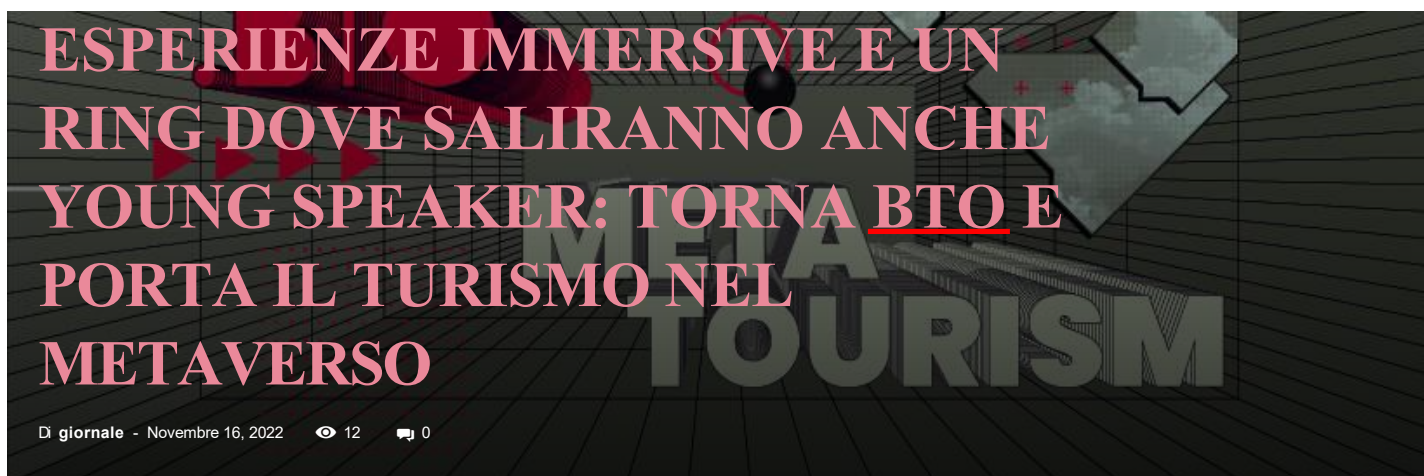 ESPERIENZE IMMERSIVE E UN
RING DOVE SALIRANNO ANCHE
YOUNG SPEAKER: TORNA BTO E
PORTA IL TURISMO NEL
METAVERSO
META
TOURISM
Di giornale - Novembre 16, 2022 12 0